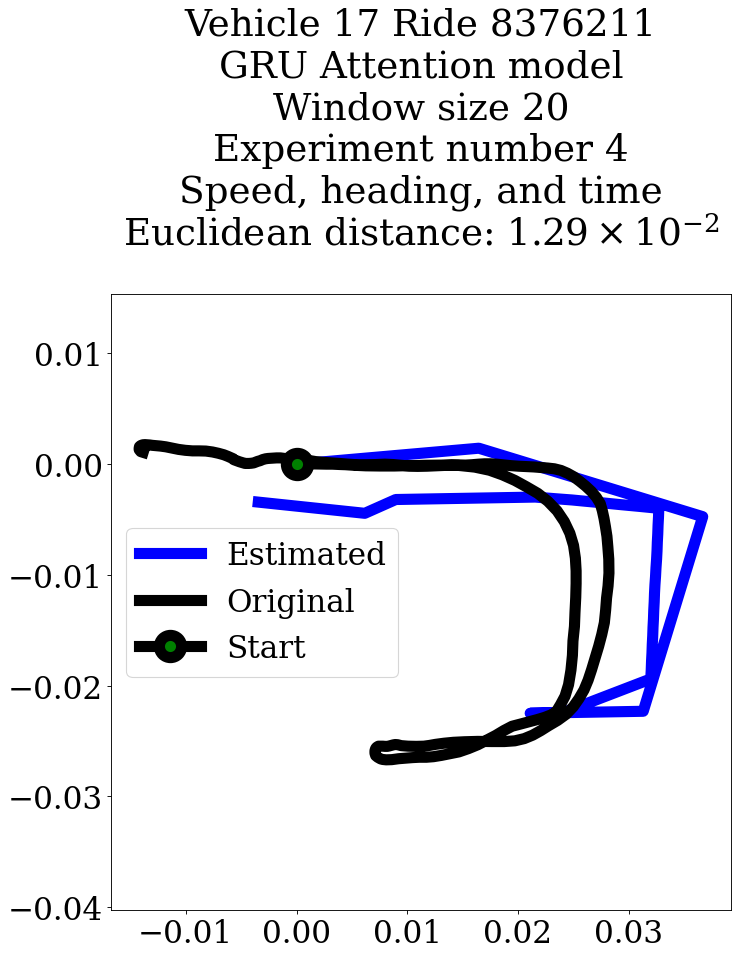 Vehicle 17 Ride 8376211
GRU Attention model
Window size 20
Experiment number 4
Speed, heading, and time
Euclidean distance: 1.29 × 10⁻²
0.01
0.00
−0.01
−0.02
−0.03
−0.04
Estimated
Original
Start
−0.01 0.00 0.01 0.02 0.03